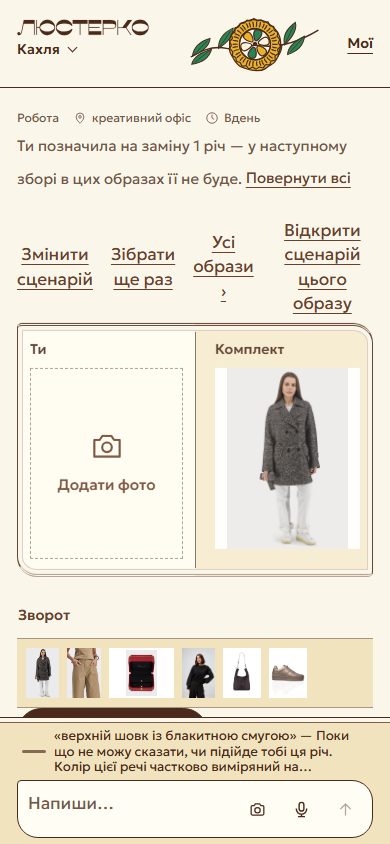 ЛЮСТЕРКО
Кахля
Мої
Робота креативний офіс Вдень
Ти позначила на заміну 1 річ — у наступному
зборі в цих образах її не буде. Повернути всі
Змінити
сценарій
Зібрати
ще раз
Усі
образи
›
Відкрити
сценарій
цього
образу
Ти
Комплект
Додати фото
Зворот
«верхній шовк із блакитною смугою» — Поки
що не можу сказати, чи підійде тобі ця річ.
Колір цієї речі частково виміряний на…
Напиши…